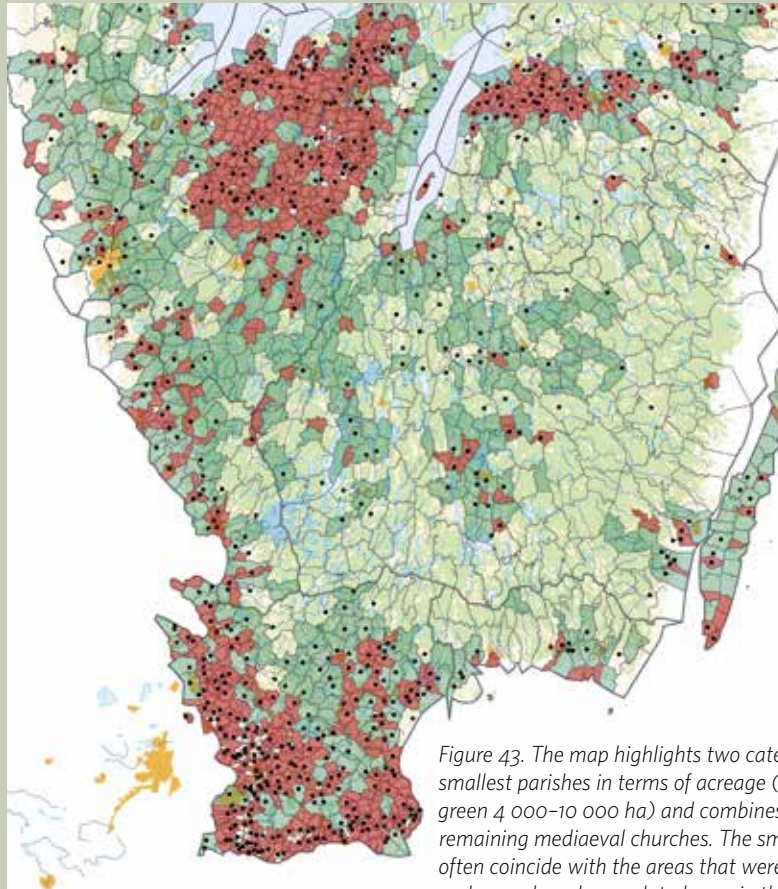 Figure 43. The map highlights two cate
smallest parishes in terms of acreage (
green 4 000–10 000 ha) and combines
remaining mediaeval churches. The sm
often coincide with the areas that were